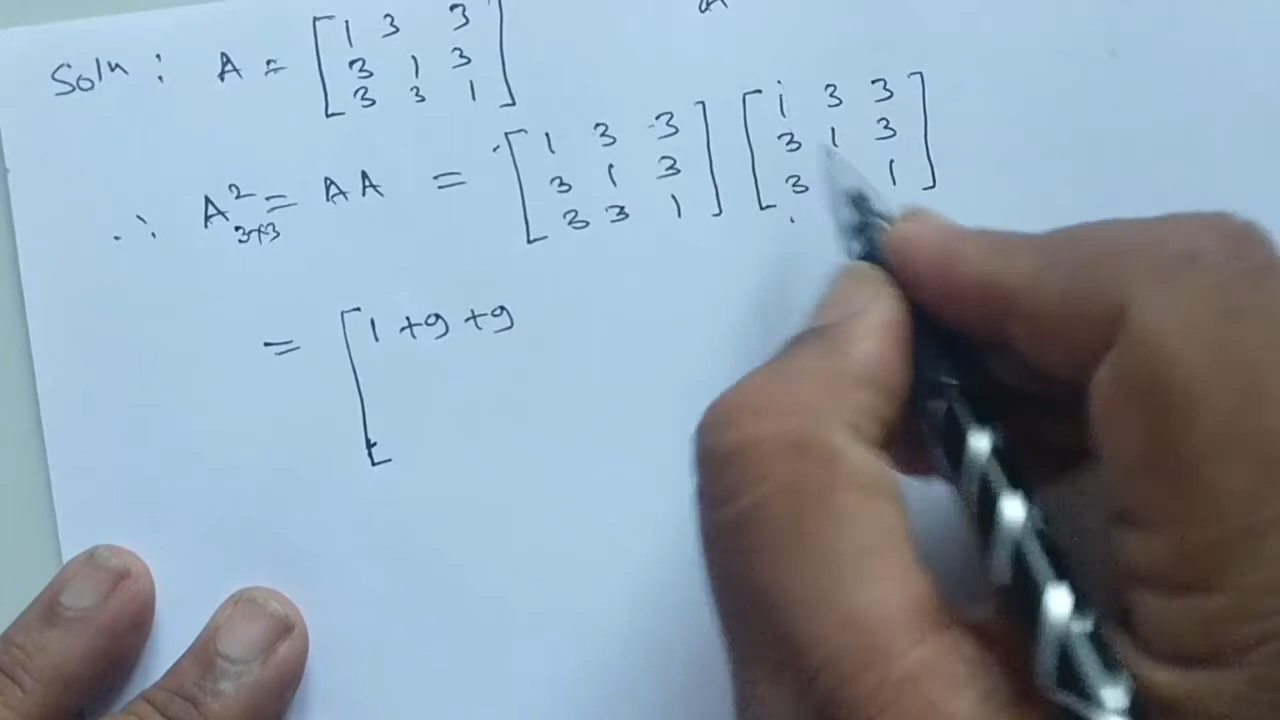 Soln : A = [1 3 3
3 1 3
3 3 1]
∴ A²₃ₓ₃ = AA = [1 3 3 [1 3 3
3 1 3 3 1 3
3 3 1] 3 1]
= [1 +9 +9